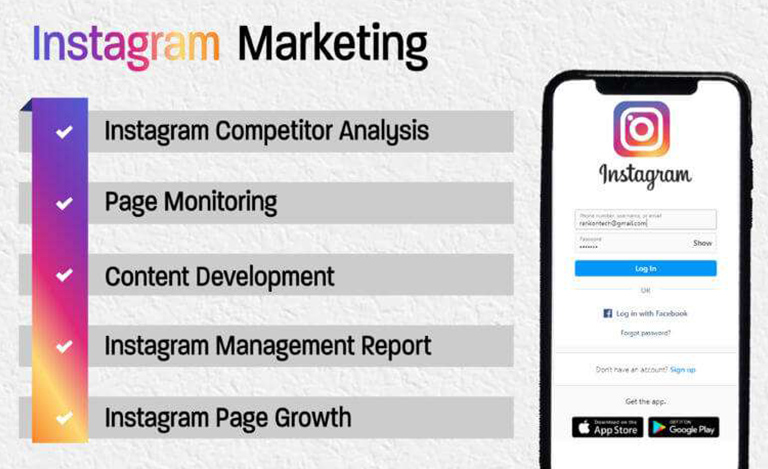 Instagram Marketing
Instagram Competitor Analysis
Page Monitoring
Content Development
Instagram Management Report
Instagram Page Growth
Instagram
Phone number, username, or email
rankontech@gmail.com
Password
Show
Log In
OR
Log in with Facebook
Forgot password?
Don't have an account? Sign up
Get the app.
Download on the
App Store
GET IT ON
Google Play